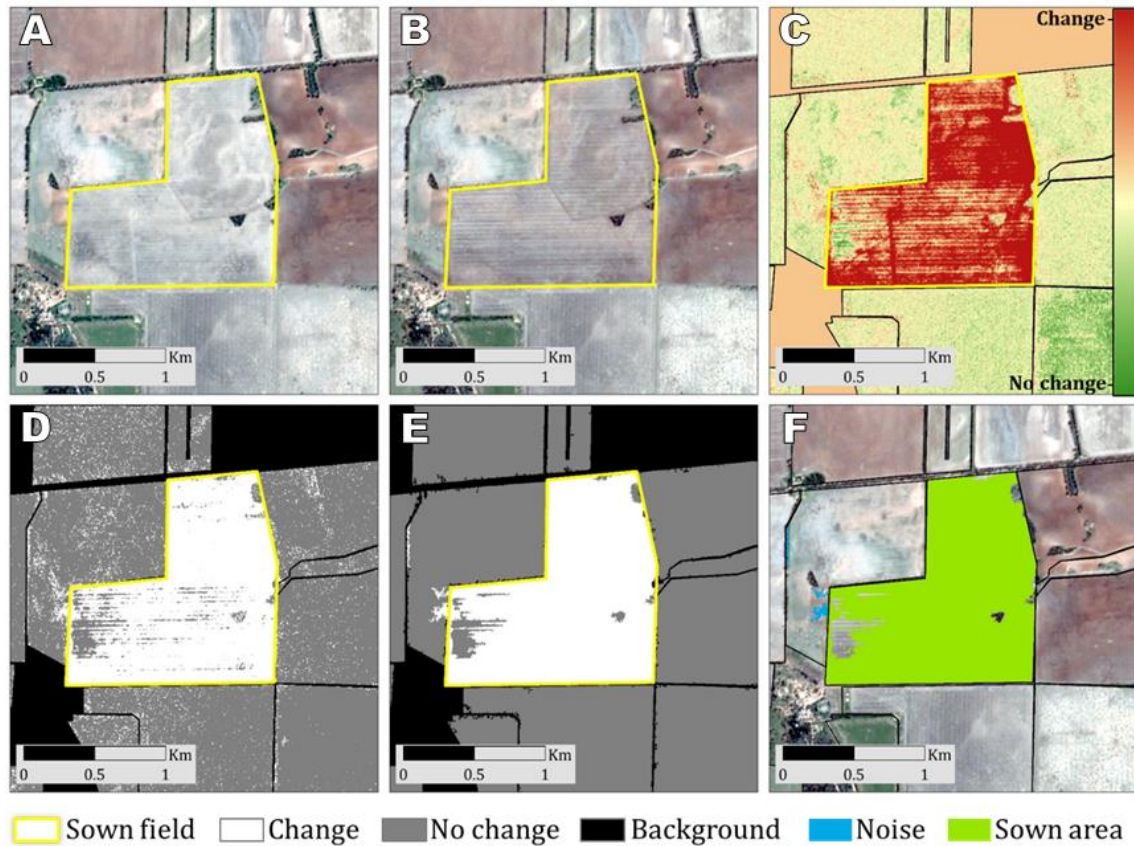 A
B
C
Change
No change
0 0.5 1 Km
0 0.5 1 Km
0 0.5 1 Km
D
E
F
0 0.5 1 Km
0 0.5 1 Km
0 0.5 1 Km
Sown field Change No change Background Noise Sown area